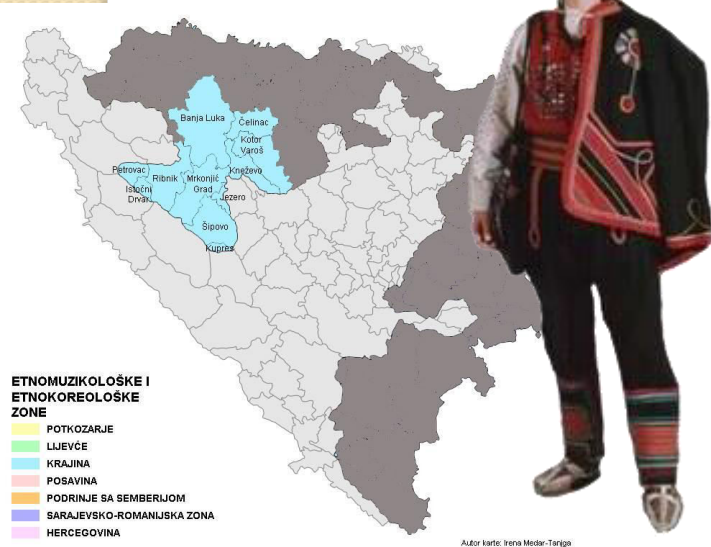 Banja Luka
Čelinac
Kotor
Varoš
Petrovac
Ribnik
Mrkonjić
Grad
Kneževo
Istočni
Drvar
Jezero
Šipovo
Kupres
ETNOMUZIKOLOŠKE I
ETNOKOREOLOŠKE
ZONE
POTKOZARJE
LIJEVČE
KRAJINA
POSAVINA
PODRINJE SA SEMBERIJOM
SARAJEVSKO-ROMANIJSKA ZONA
HERCEGOVINA
Autor karte: Irena Medar-Tanjga